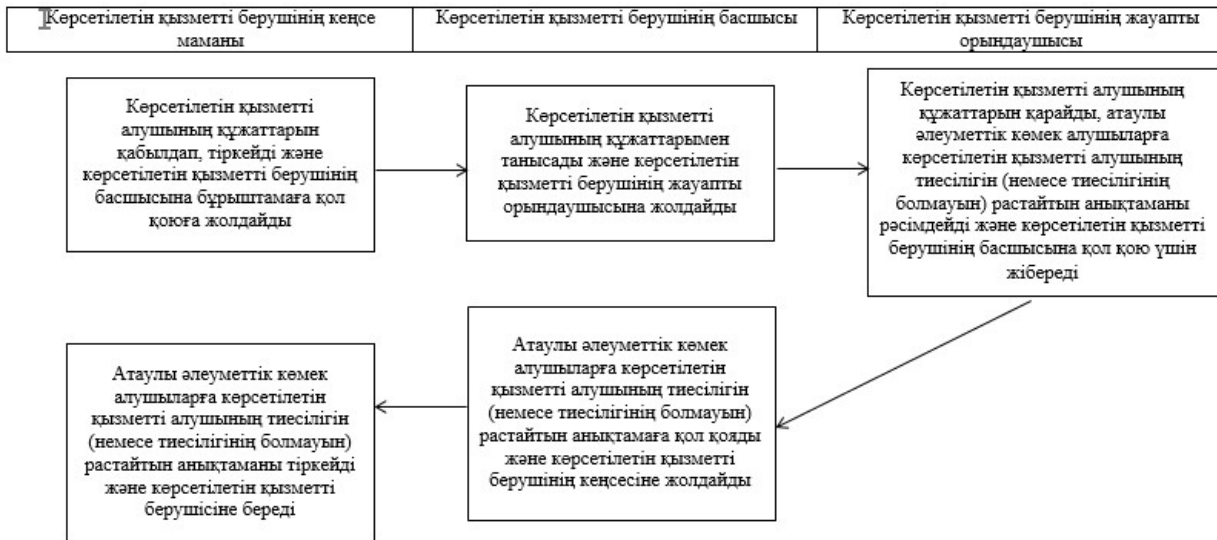 Көрсетілетін қызметті берушінің кеңсе
маманы
Көрсетілетін қызметті берушінің басшысы
Көрсетілетін қызметті берушінің жауапты
орындаушысы
Көрсетілетін қызметті
алушының құжаттарын
қабылдап, тіркейді және
көрсетілетін қызметті берушінің
басшысына бұрыштамаға қол
қоюға жолдайды
Көрсетілетін қызметті
алушының құжаттарымен
танысады және көрсетілетін
қызметті берушінің жауапты
орындаушысына жолдайды
Көрсетілетін қызметті алушының
құжаттарын қарайды, атаулы
әлеуметтік көмек алушыларға
көрсетілетін қызметті алушының
тиесілігін (немесе тиесілігінің
болмауын) растайтын анықтаманы
рәсімдейді және көрсетілетін қызметті
берушінің басшысына қол қою үшін
жібереді
Атаулы әлеуметтік көмек
алушыларға көрсетілетін
қызметті алушының тиесілігін
(немесе тиесілігінің болмауын)
растайтын анықтамаға қол қояды
және көрсетілетін қызметті
берушінің кеңсесіне жолдайды
Атаулы әлеуметтік көмек
алушыларға көрсетілетін
қызметті алушының тиесілігін
(немесе тиесілігінің болмауын)
растайтын анықтаманы тіркейді
және көрсетілетін қызметті
берушісіне береді